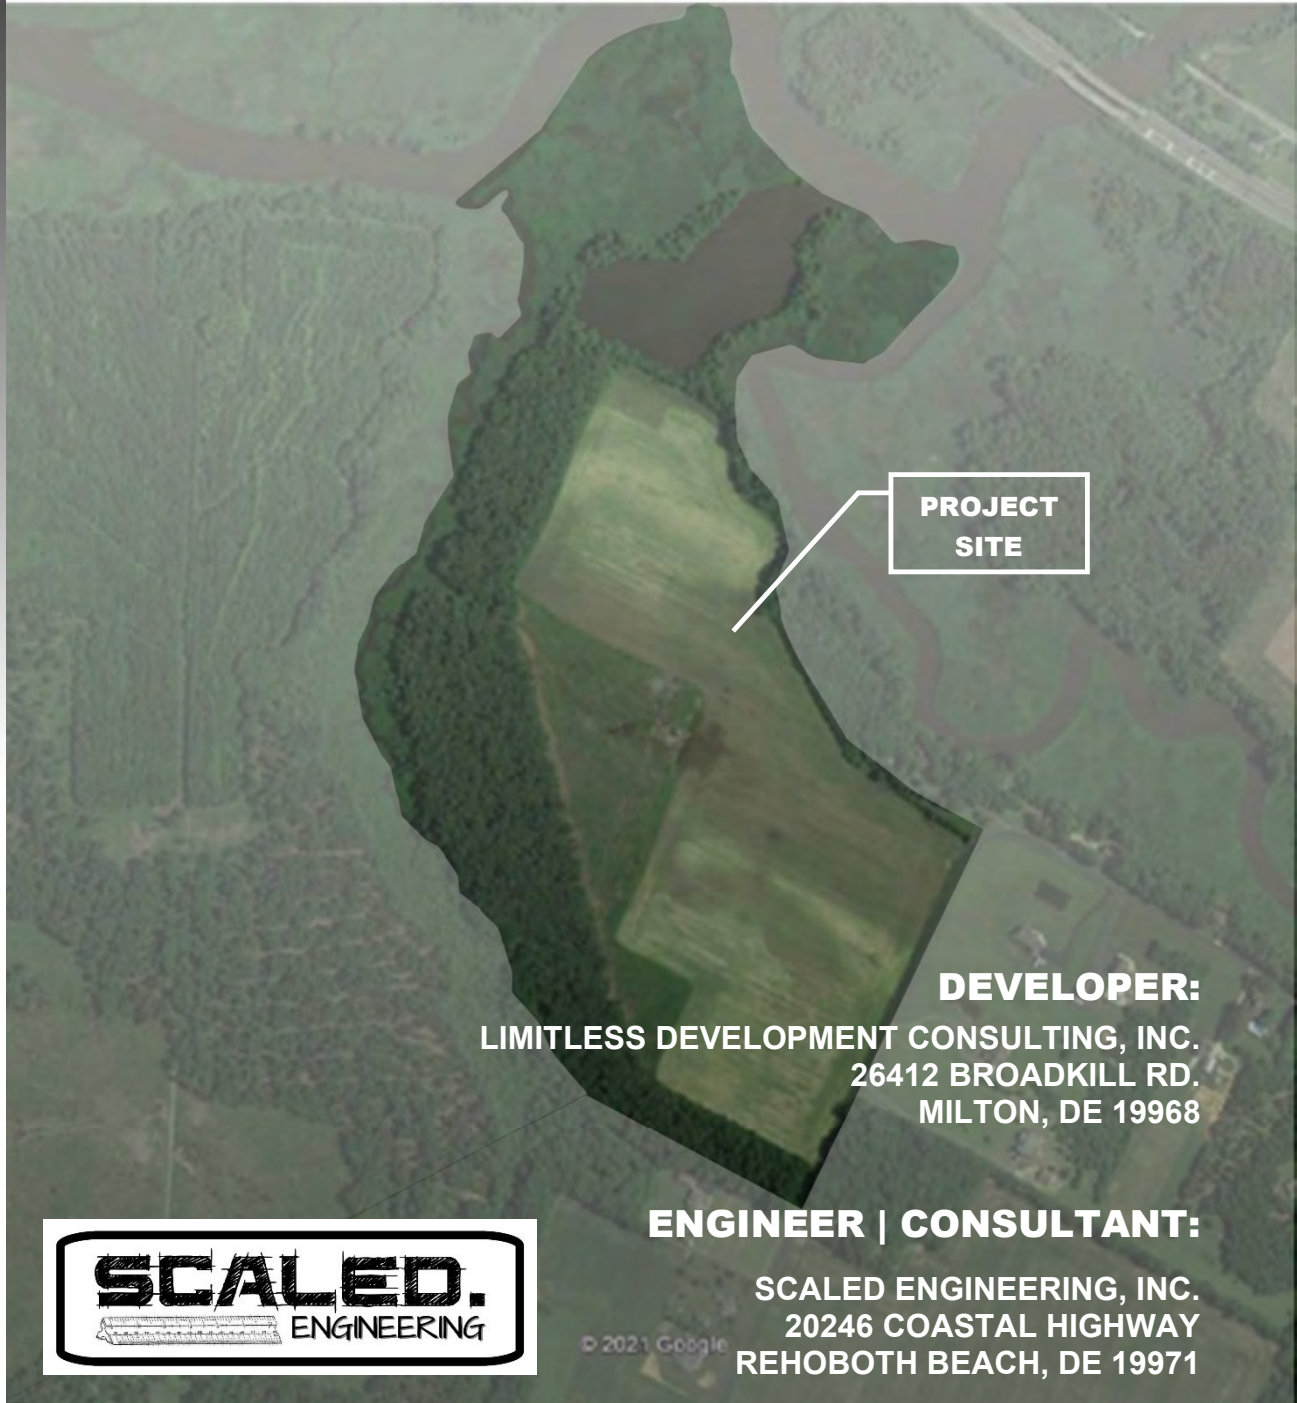 PROJECT
SITE
DEVELOPER:
LIMITLESS DEVELOPMENT CONSULTING, INC.
26412 BROADKILL RD.
MILTON, DE 19968
ENGINEER | CONSULTANT:
SCALED ENGINEERING, INC.
20246 COASTAL HIGHWAY
REHOBOTH BEACH, DE 19971
SCALED.
ENGINEERING
© 2021 Google